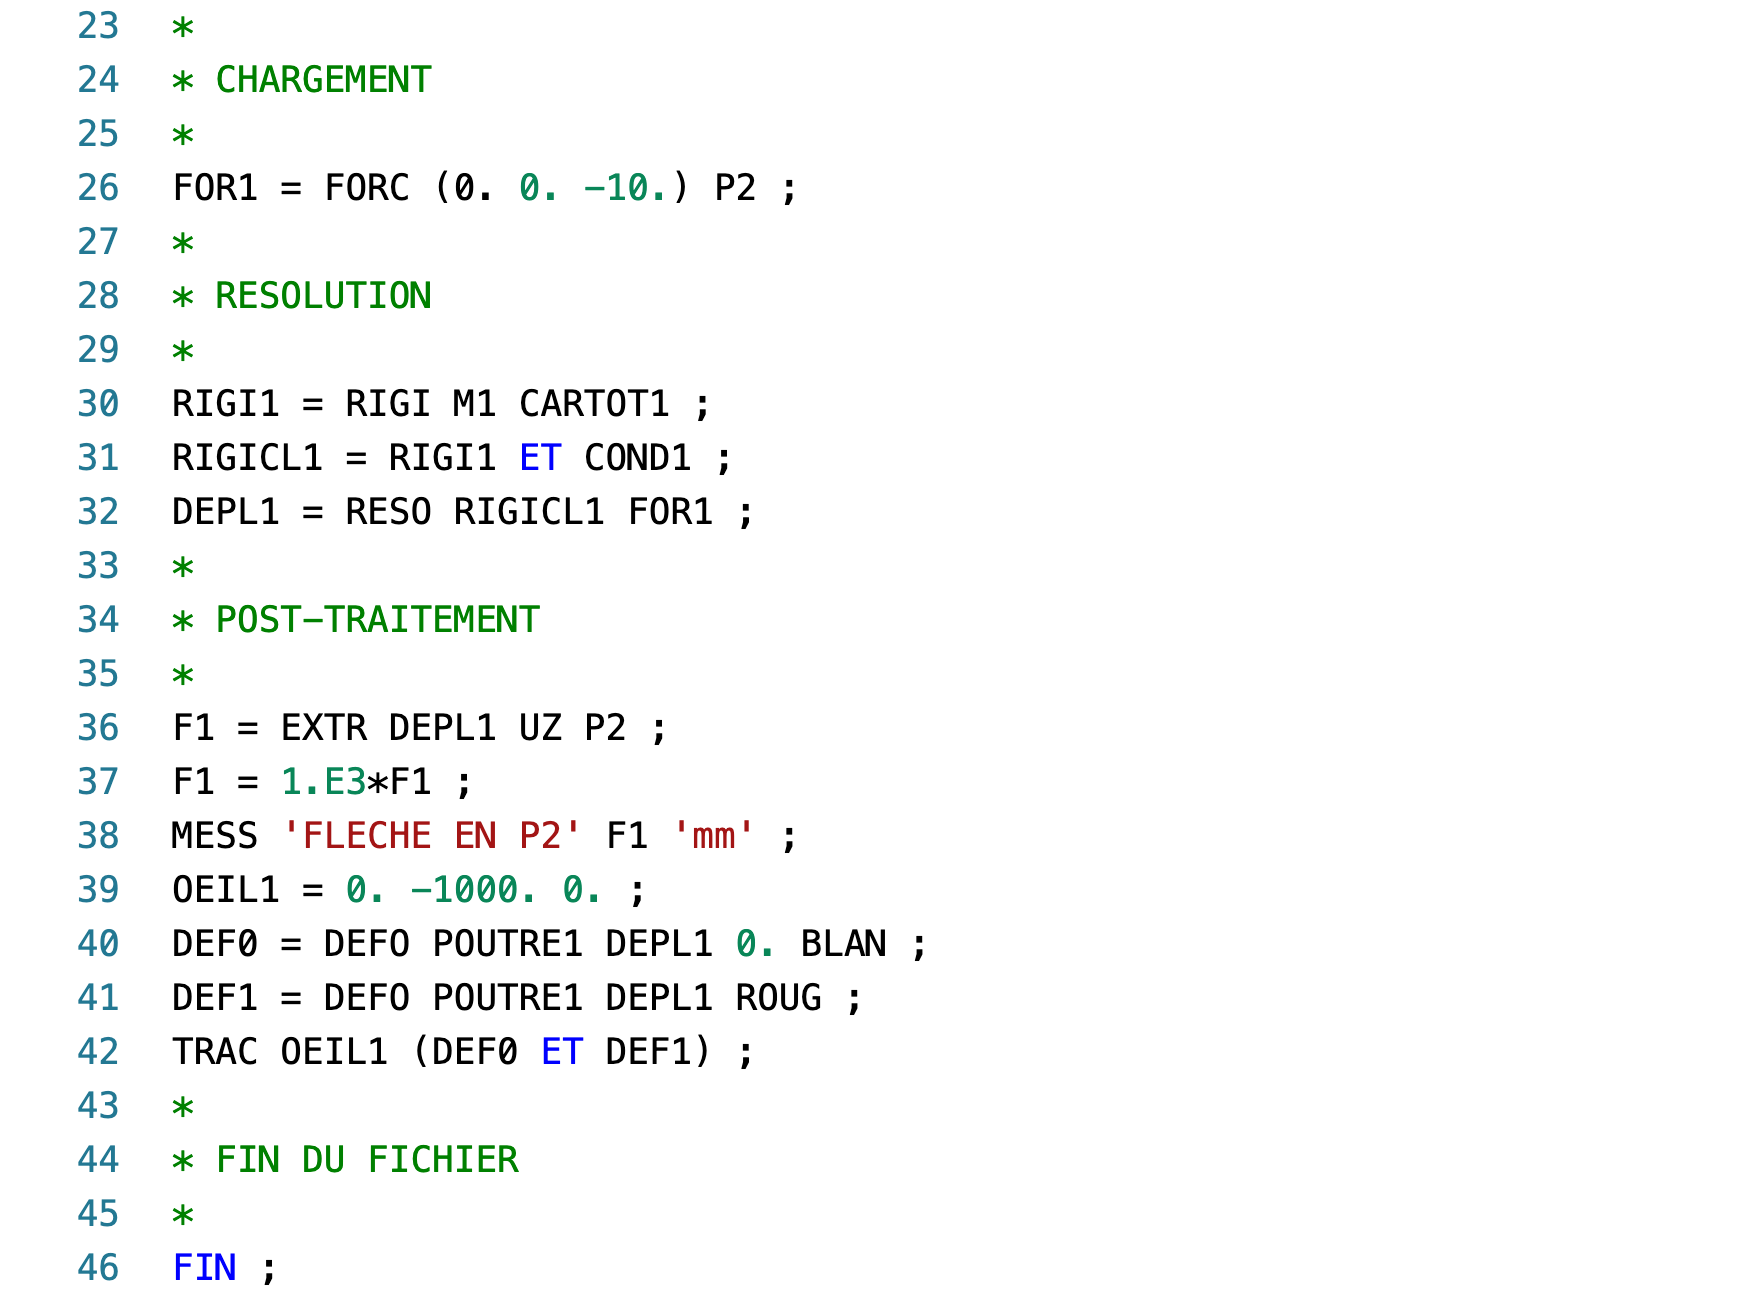 23 *
24 * CHARGEMENT
25 *
26 FOR1 = FORC (0. 0. -10.) P2 ;
27 *
28 * RESOLUTION
29 *
30 RIGI1 = RIGI M1 CARTOT1 ;
31 RIGICL1 = RIGI1 ET COND1 ;
32 DEPL1 = RESO RIGICL1 FOR1 ;
33 *
34 * POST-TRAITEMENT
35 *
36 F1 = EXTR DEPL1 UZ P2 ;
37 F1 = 1.E3*F1 ;
38 MESS 'FLECHE EN P2' F1 'mm' ;
39 OEIL1 = 0. -1000. 0. ;
40 DEF0 = DEFO POUTRE1 DEPL1 0. BLAN ;
41 DEF1 = DEFO POUTRE1 DEPL1 ROUG ;
42 TRAC OEIL1 (DEF0 ET DEF1) ;
43 *
44 * FIN DU FICHIER
45 *
46 FIN ;